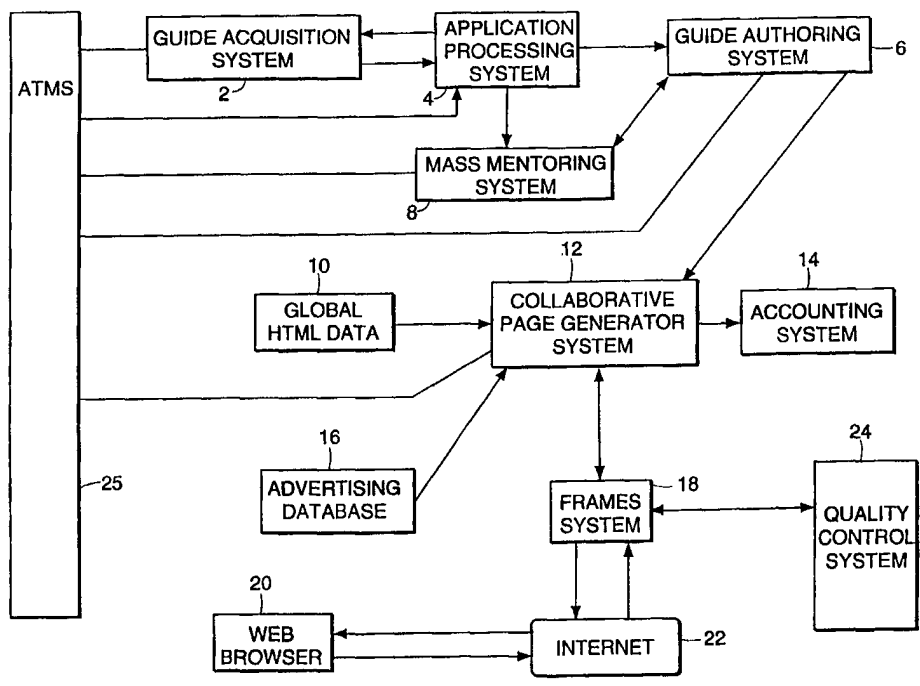 ATMS
25
GUIDE ACQUISITION
SYSTEM
2
APPLICATION
PROCESSING
SYSTEM
4
GUIDE AUTHORING
SYSTEM
6
MASS MENTORING
SYSTEM
8
10
GLOBAL
HTML DATA
12
COLLABORATIVE
PAGE GENERATOR
SYSTEM
14
ACCOUNTING
SYSTEM
16
ADVERTISING
DATABASE
FRAMES
SYSTEM
18
24
QUALITY
CONTROL
SYSTEM
20
WEB
BROWSER
INTERNET
22